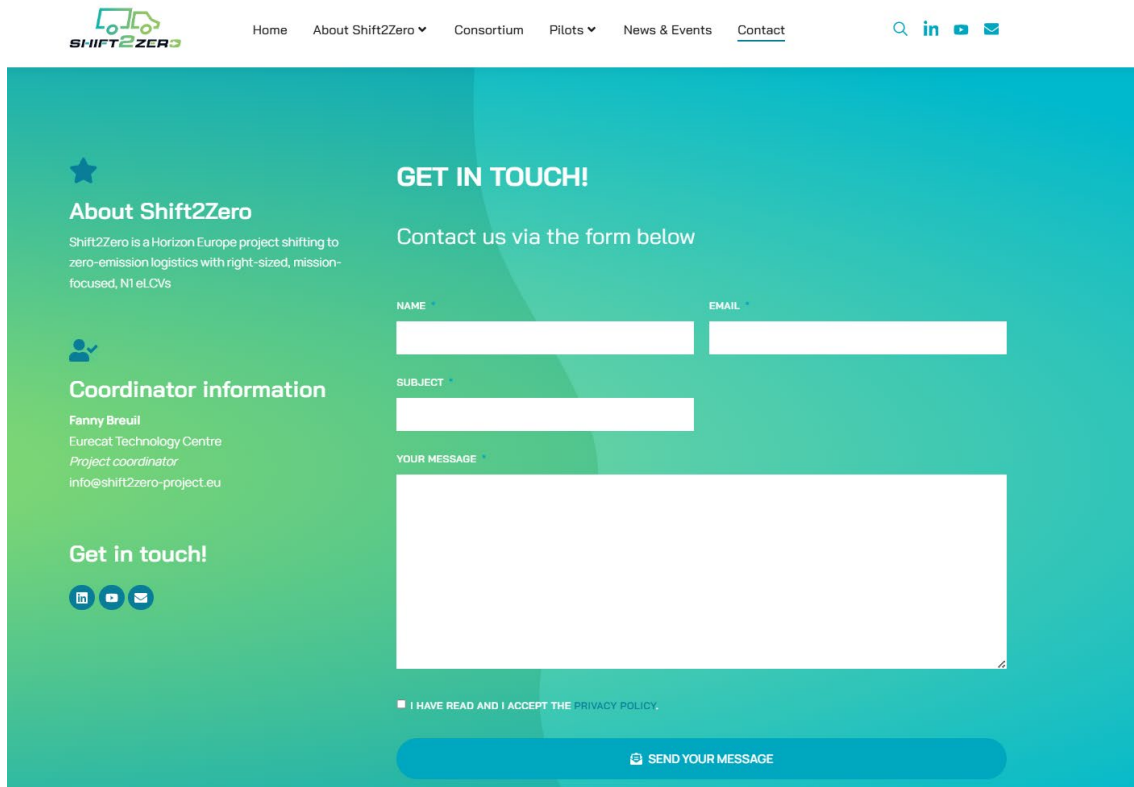 SHIFT2ZERO
Home About Shift2Zero Consortium Pilots News & Events Contact
About Shift2Zero
Shift2Zero is a Horizon Europe project shifting to
zero-emission logistics with right-sized, mission-
focused, N1 eLCVs
Coordinator information
Fanny Breuil
Eurecat Technology Centre
Project coordinator
info@shift2zero-project.eu
Get in touch!
GET IN TOUCH!
Contact us via the form below
NAME * EMAIL *
SUBJECT *
YOUR MESSAGE *
I HAVE READ AND I ACCEPT THE PRIVACY POLICY.
SEND YOUR MESSAGE